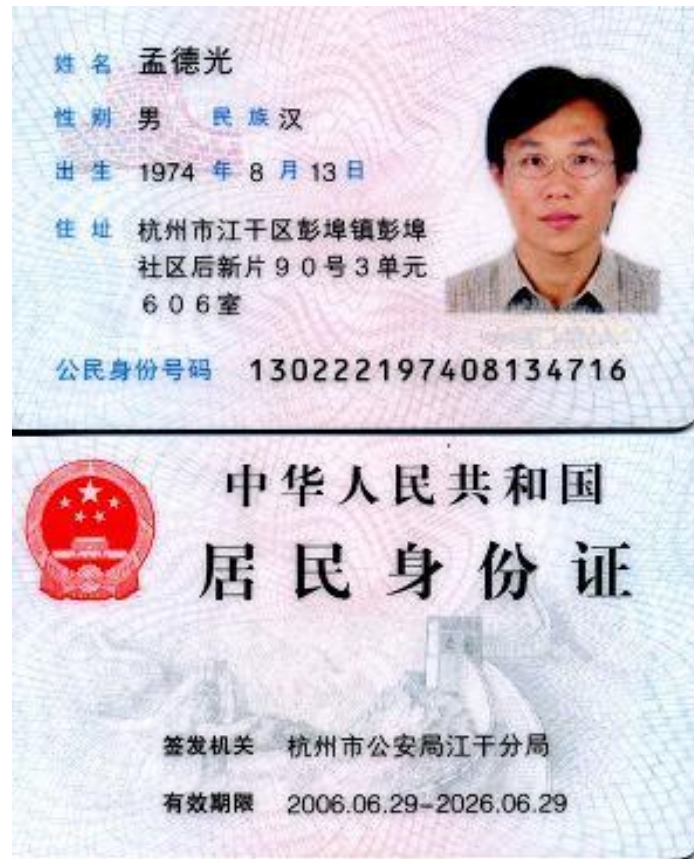 姓名 孟德光
性别 男 民族 汉
出生 1974 年 8 月 13 日
住址 杭州市江干区彭埠镇彭埠
社区后新片90号3单元
606室
公民身份号码 130222197408134716
中华人民共和国
居民身份证
签发机关 杭州市公安局江干分局
有效期限 2006.06.29-2026.06.29